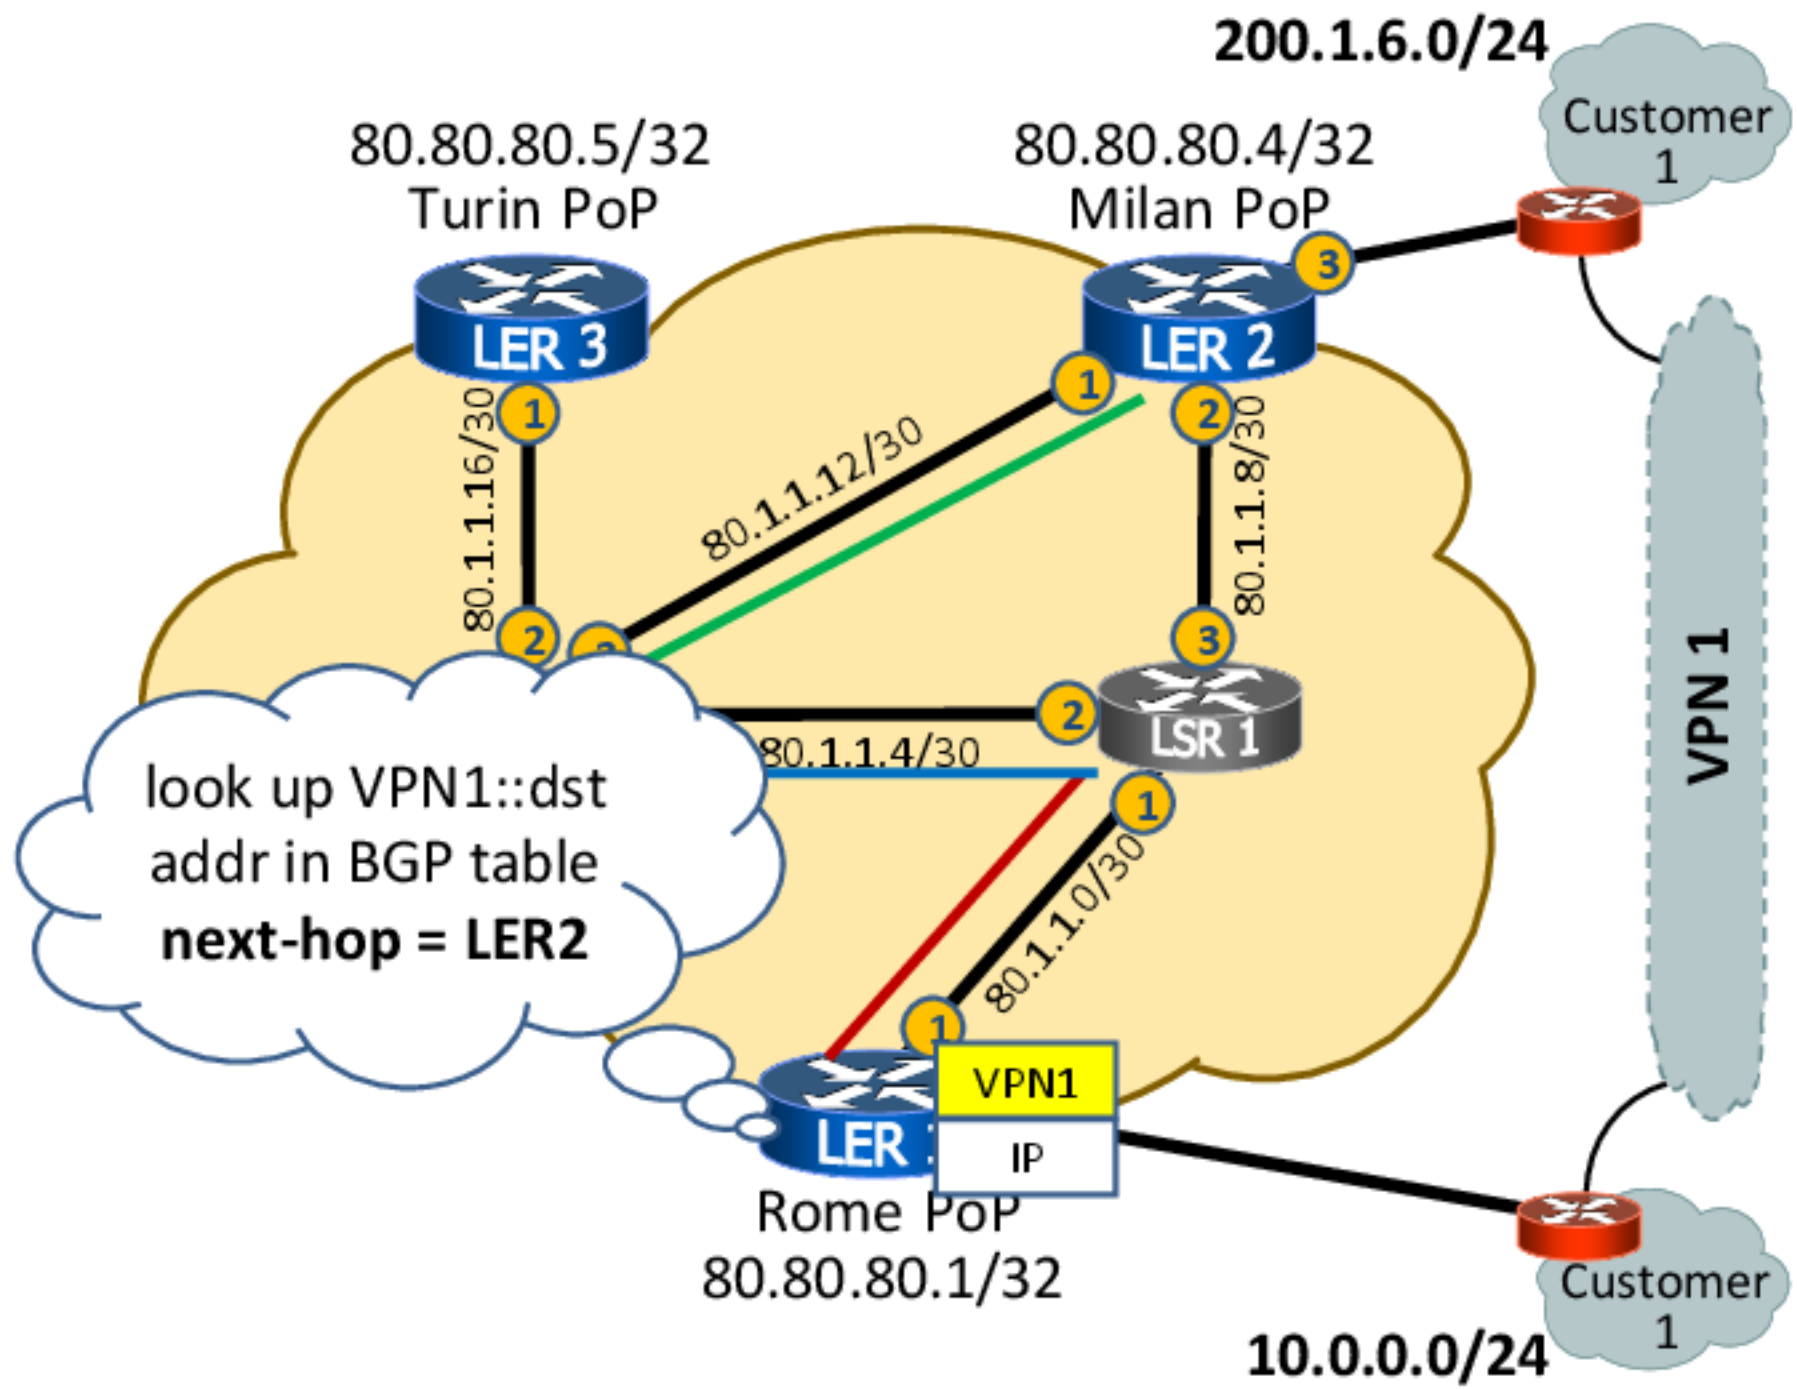 200.1.6.0/24
Customer
1
80.80.80.5/32
Turin PoP
80.80.80.4/32
Milan PoP
3
LER 3
LER 2
1
1
2
80.1.1.16/30
80.1.1.12/30
80.1.1.8/30
2
3
2
LSR 1
80.1.1.4/30
1
VPN 1
look up VPN1::dst
addr in BGP table
next-hop = LER2
80.1.1.0/30
1
VPN1
IP
LER
Rome PoP
80.80.80.1/32
Customer
1
10.0.0.0/24